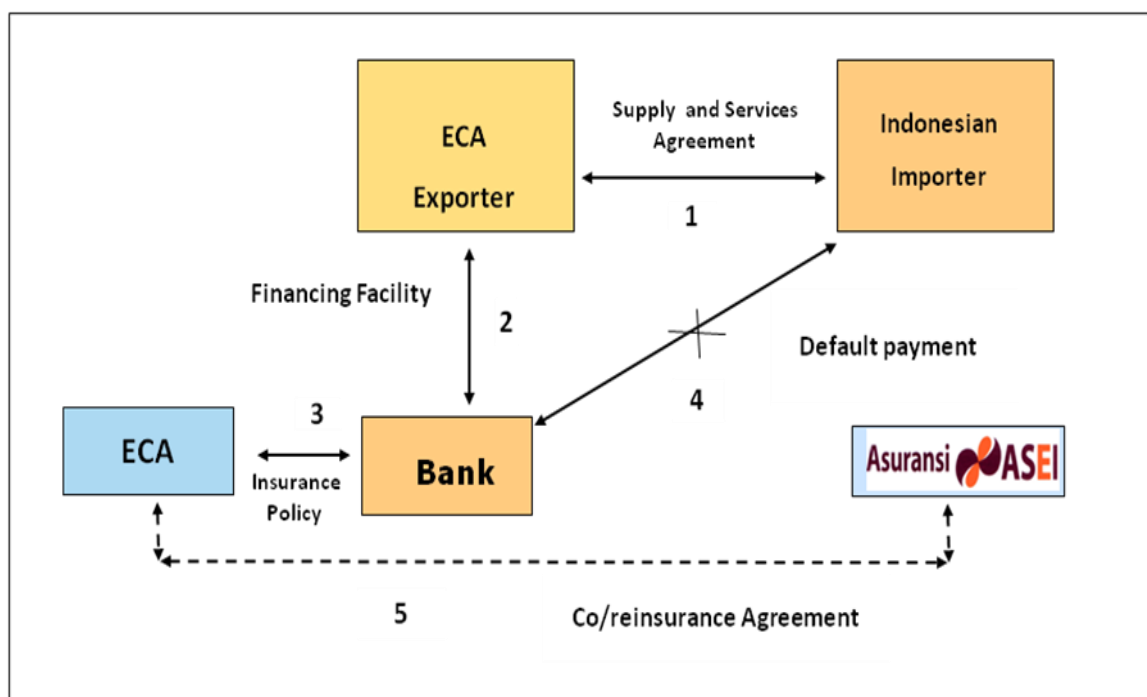 ECA
Exporter
Supply and Services
Agreement
1
Indonesian
Importer
Financing Facility
2
Default payment
4
ECA
3
Insurance
Policy
Bank
Asuransi ASEI
5
Co/reinsurance Agreement